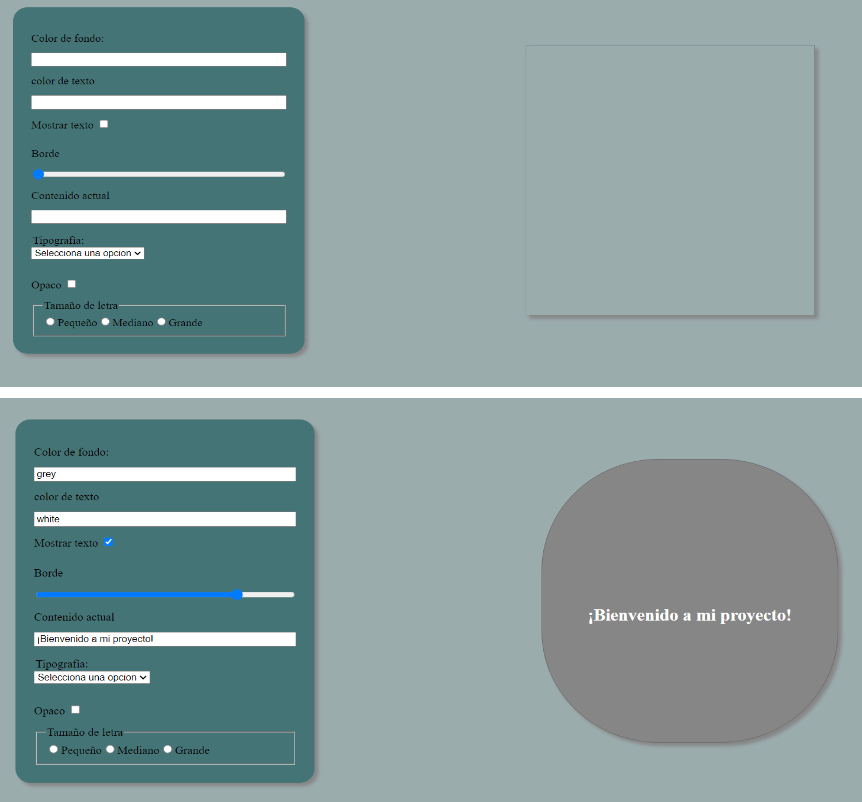 Color de fondo:
color de texto
Mostrar texto
Borde
Contenido actual
Tipografía:
Selecciona una opcion
Opaco
Tamaño de letra
Pequeño Mediano Grande
Color de fondo:
grey
color de texto
white
Mostrar texto
Borde
Contenido actual
¡Bienvenido a mi proyecto!
Tipografía:
Selecciona una opcion
Opaco
Tamaño de letra
Pequeño Mediano Grande
¡Bienvenido a mi proyecto!